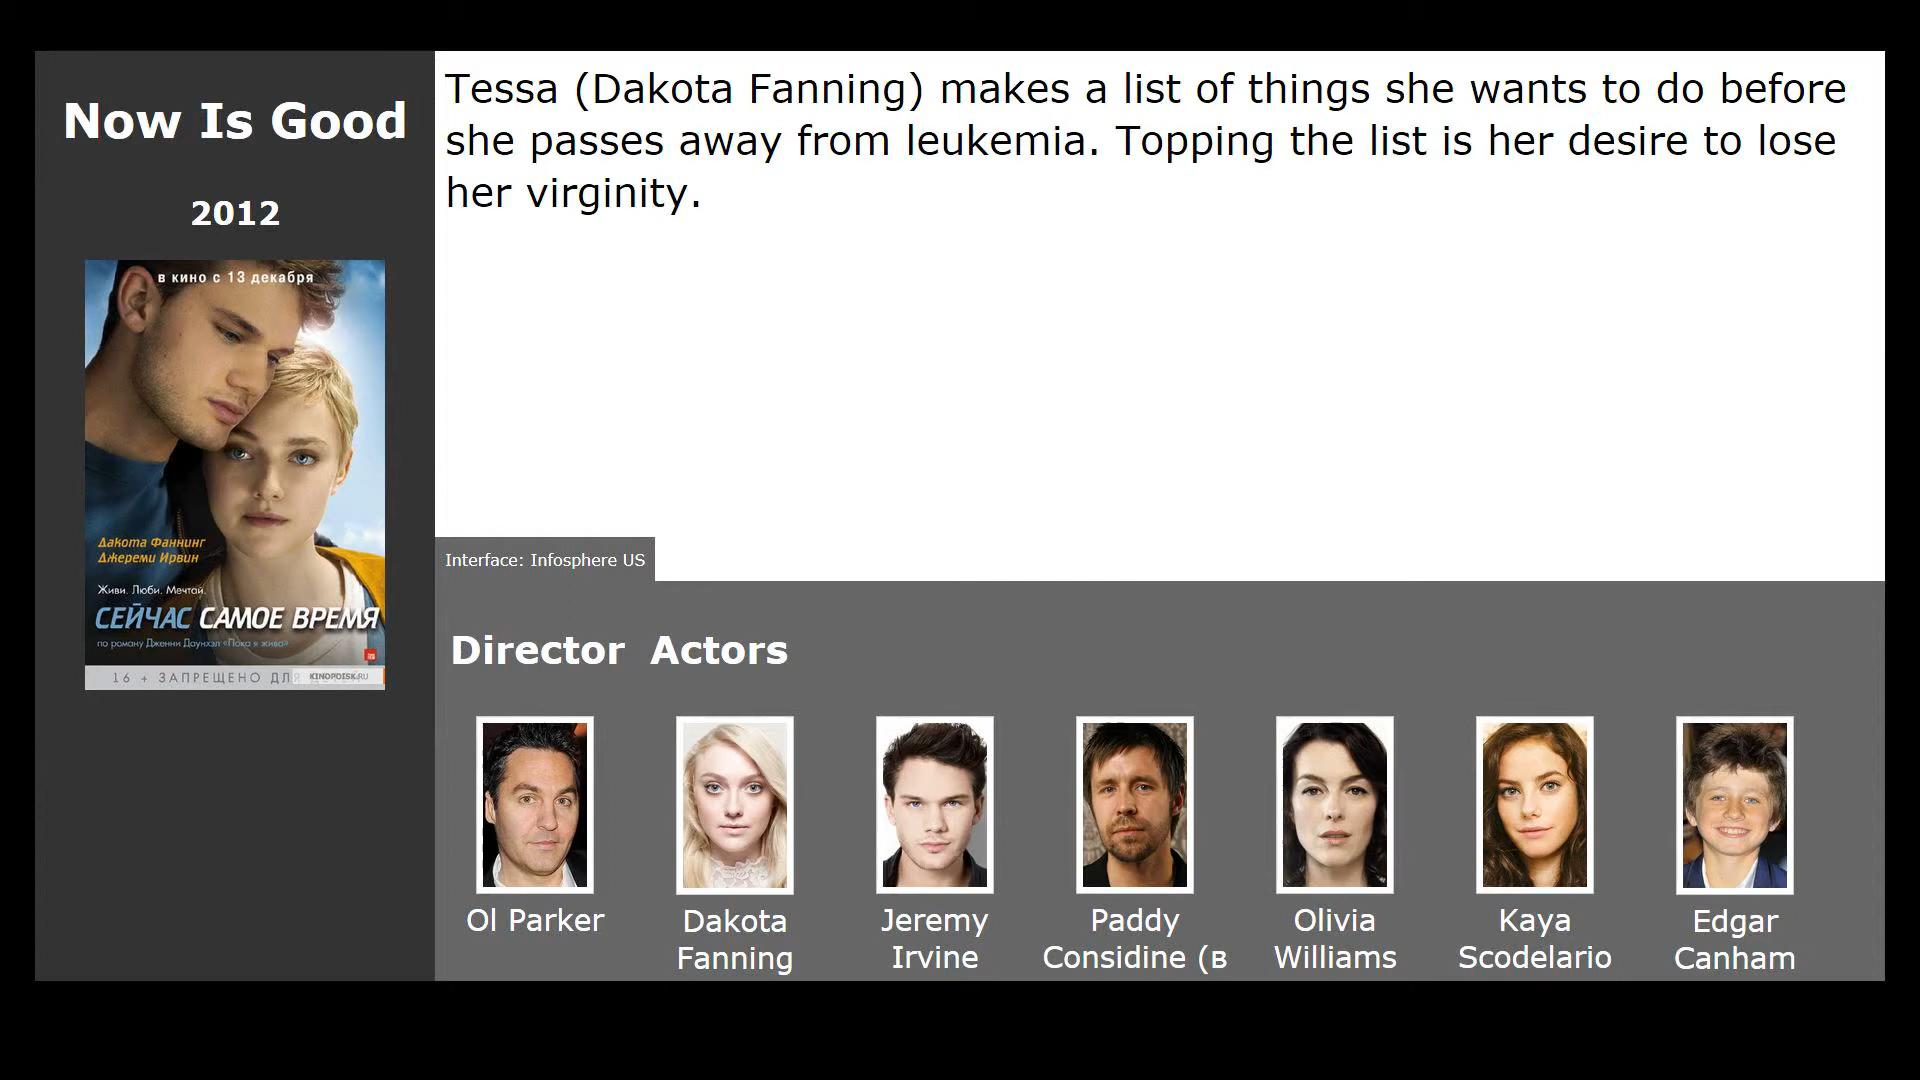 Now Is Good
2012
в кино с 13 декабря
Дакота Фаннинг
Джереми Ирвин
Живи. Люби. Мечтай.
СЕЙЧАС САМОЕ ВРЕМЯ
по роману Дженни Даунхэл «Пока я жива»
16 + ЗАПРЕЩЕНО ДЛ
KINOPOISK.RU
Tessa (Dakota Fanning) makes a list of things she wants to do before
she passes away from leukemia. Topping the list is her desire to lose
her virginity.
Interface: Infosphere US
Director Actors
Ol Parker
Dakota
Fanning
Jeremy
Irvine
Paddy
Considine (в
Olivia
Williams
Kaya
Scodelario
Edgar
Canham